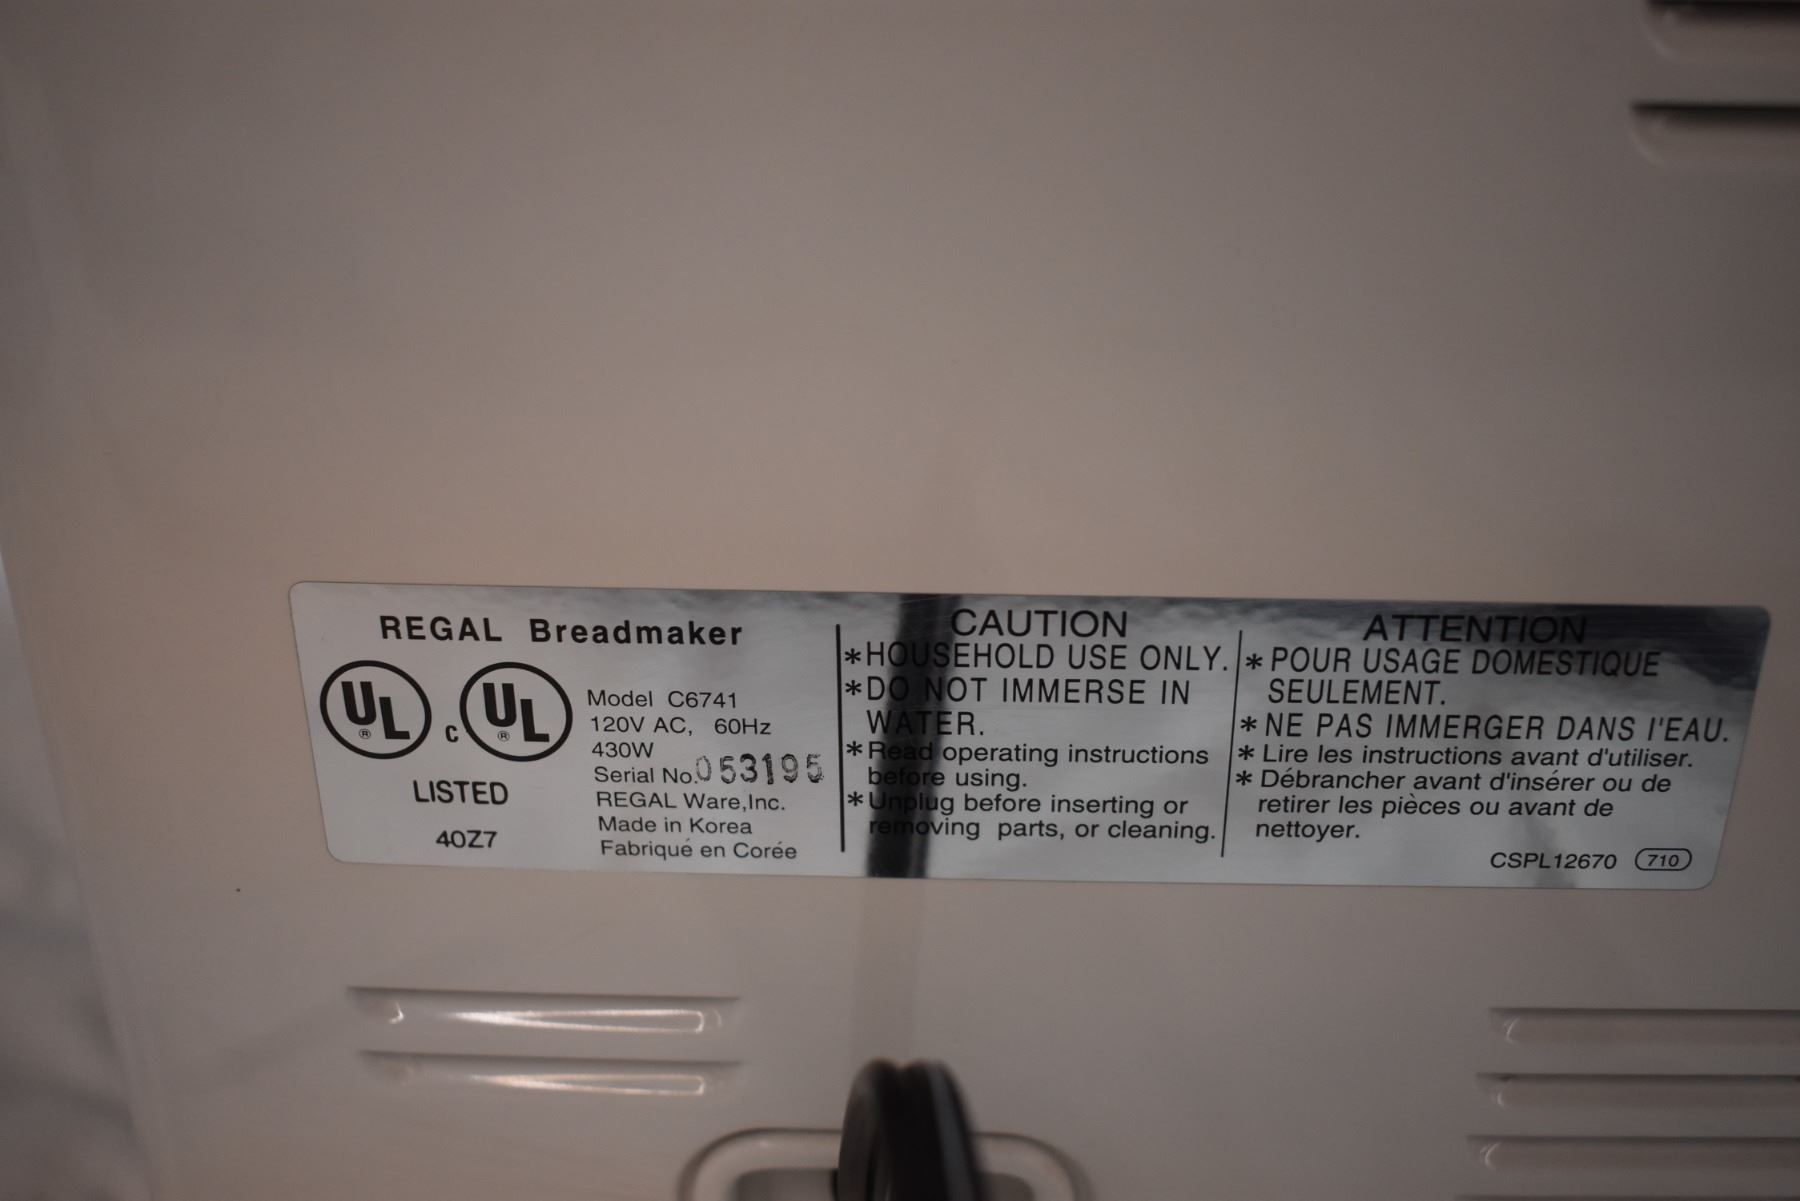 REGAL Breadmaker
UL ® C UL ®
LISTED
40Z7
Model C6741
120V AC, 60Hz
430W
Serial No. 053195
REGAL Ware, Inc.
Made in Korea
Fabriqué en Corée
CAUTION
*HOUSEHOLD USE ONLY.
*DO NOT IMMERSE IN
WATER.
*Read operating instructions
before using.
*Unplug before inserting or
removing parts, or cleaning.
ATTENTION
* POUR USAGE DOMESTIQUE
SEULEMENT.
* NE PAS IMMERGER DANS l'EAU.
* Lire les instructions avant d'utiliser.
* Débrancher avant d'insérer ou de
retirer les pièces ou avant de
nettoyer.
CSPL12670 710